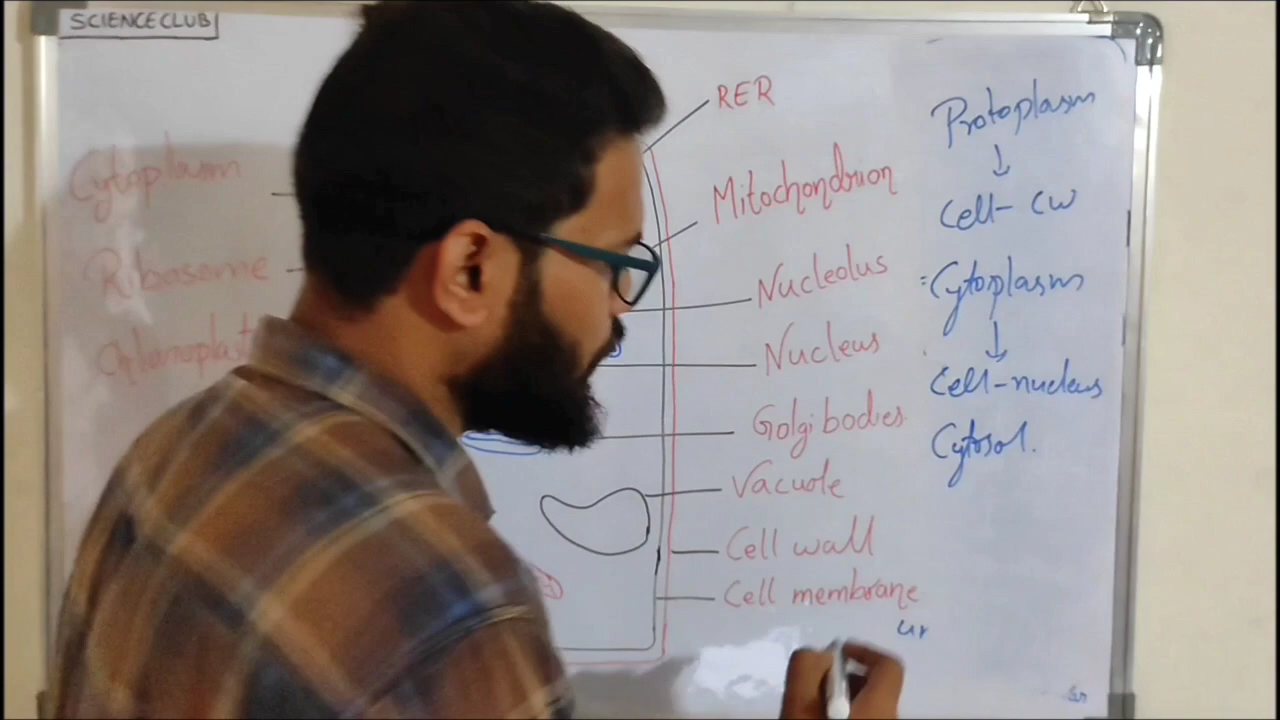 SCIENCE CLUB
Cytoplasm
Ribosome
Chloroplast
RER
Mitochondrion
Nucleolus
Nucleus
Golgi bodies
Vacuole
Cell wall
Cell membrane
Protoplasm
↓
Cell - CW
Cytoplasm
↓
Cell - nucleus
Cytosol.